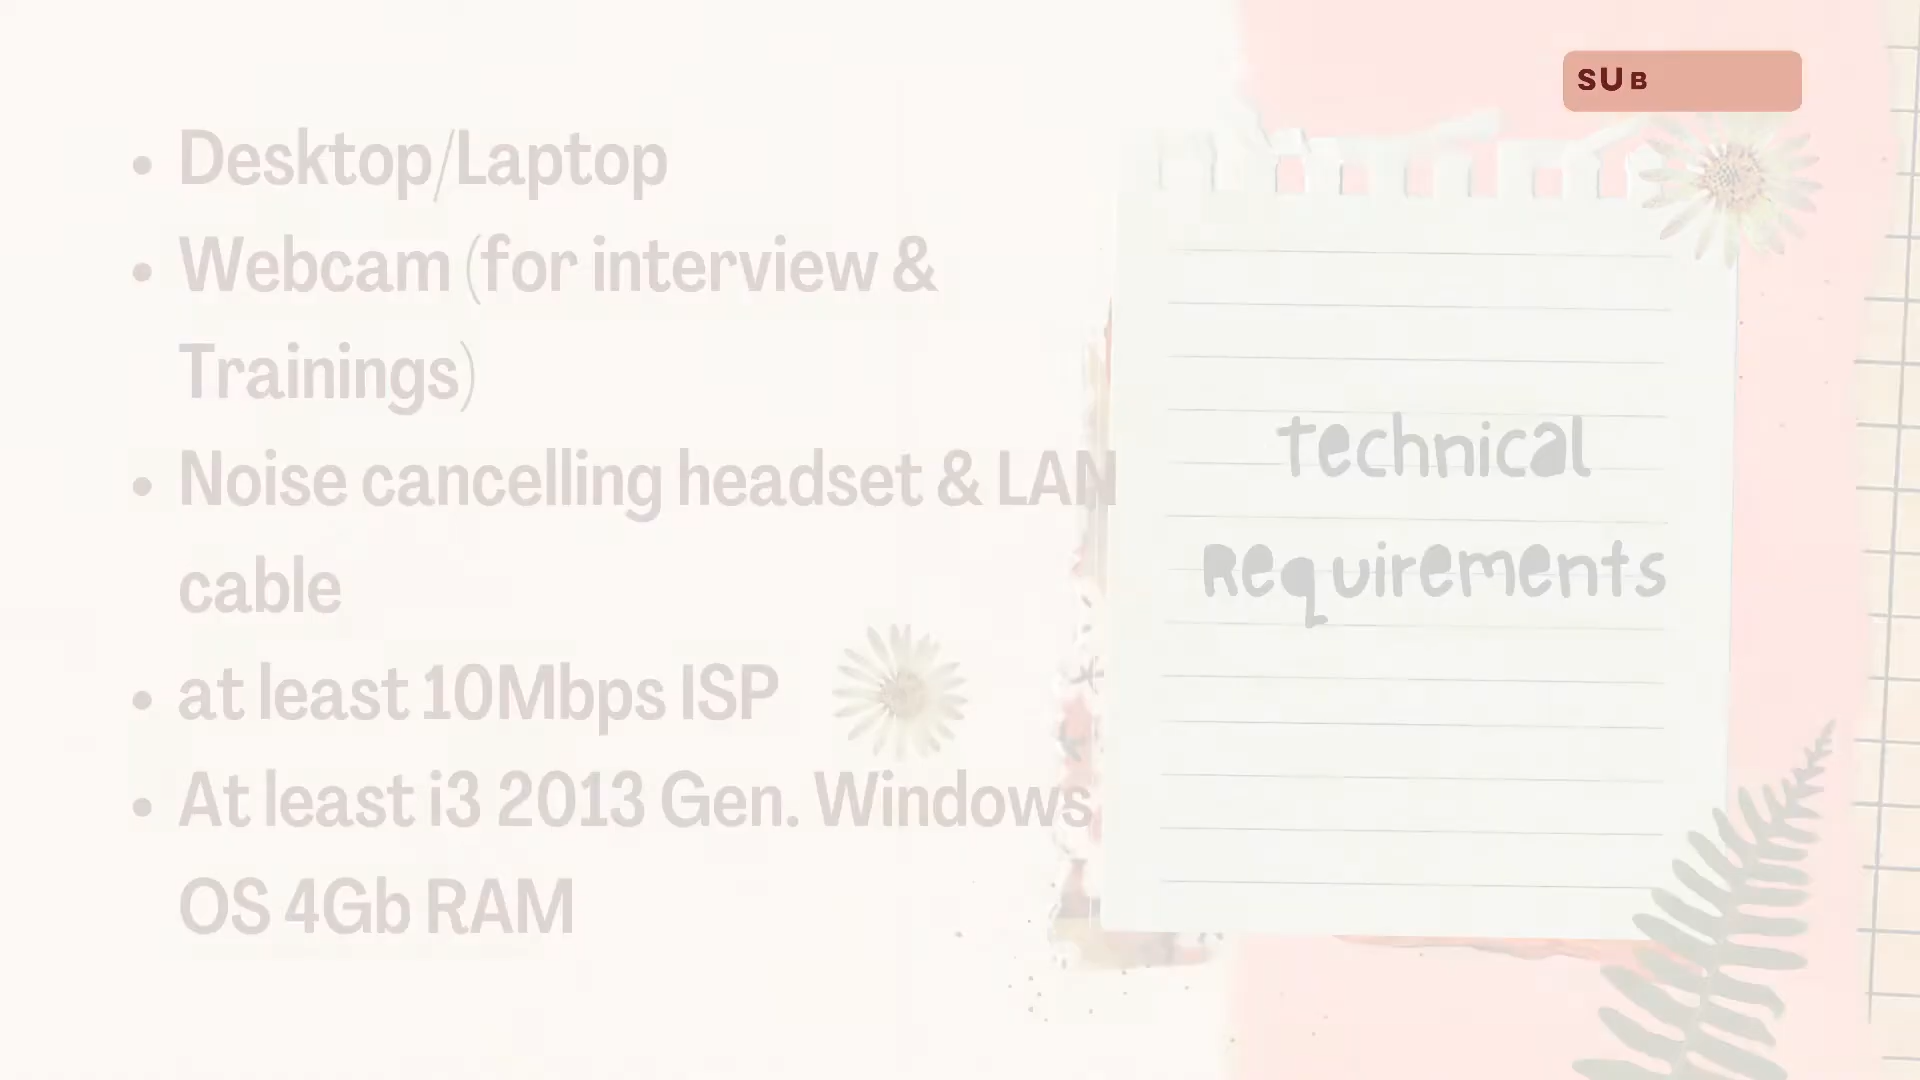 SUB
• Desktop/Laptop
• Webcam (for interview &
Trainings)
• Noise cancelling headset & LAN
cable
• at least 10Mbps ISP
• At least i3 2013 Gen. Windows
OS 4Gb RAM
Technical
Requirements